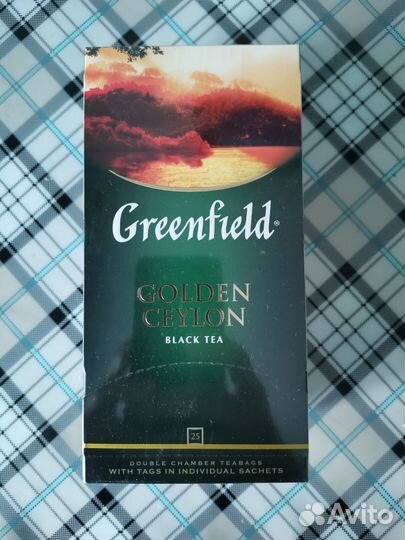 Greenfield®
GOLDEN
CEYLON
BLACK TEA
25
DOUBLE CHAMBER TEABAGS
WITH TAGS IN INDIVIDUAL SACHETS
Avito